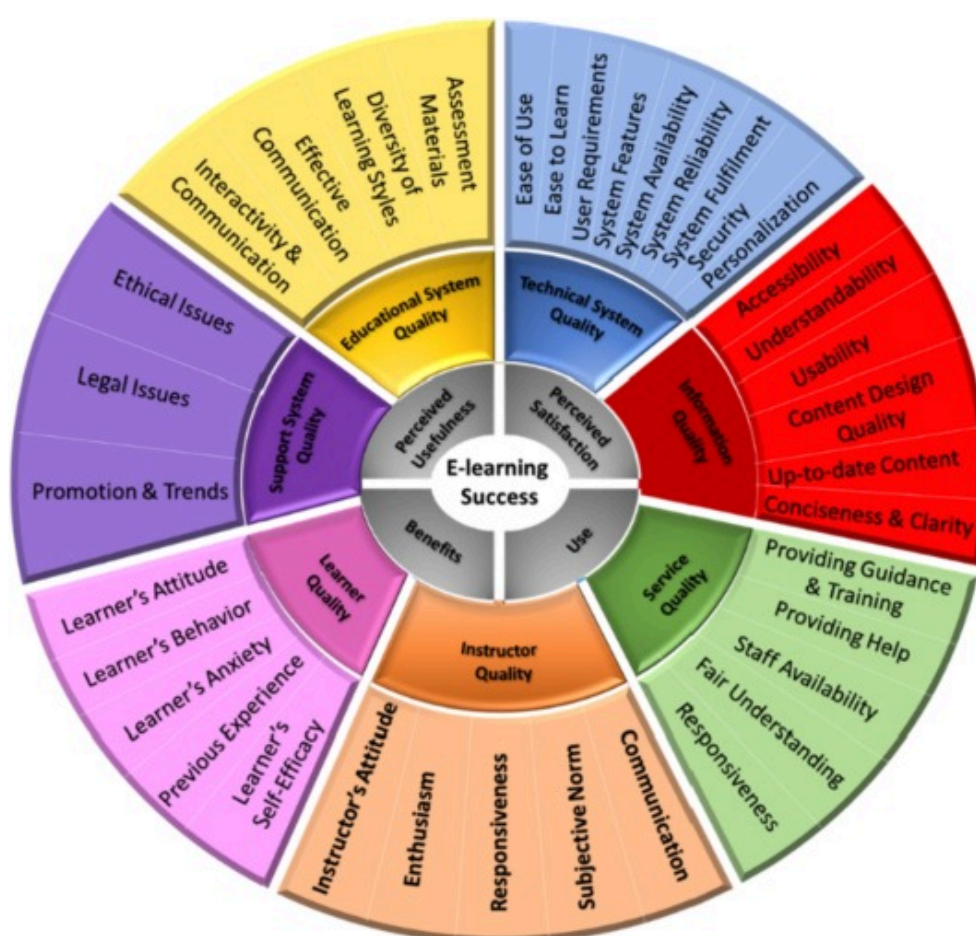 E-learning
Success
Perceived
Usefulness
Perceived
Satisfaction
Use
Benefits
Educational System
Quality
Interactivity &
Communication
Effective
Communication
Diversity of
Learning Styles
Assessment
Materials
Technical System
Quality
Ease of Use
Ease to Learn
User Requirements
System Features
System Availability
System Reliability
System Fulfilment
Security
Personalization
Information
Quality
Accessibility
Understandability
Usability
Content Design
Quality
Up-to-date Content
Conciseness & Clarity
Service
Quality
Providing Guidance
& Training
Providing Help
Staff Availability
Fair Understanding
Responsiveness
Instructor
Quality
Instructor's Attitude
Enthusiasm
Responsiveness
Subjective Norm
Communication
Learner
Quality
Learner's Attitude
Learner's Behavior
Learner's Anxiety
Previous Experience
Learner's
Self-Efficacy
Support System
Quality
Ethical Issues
Legal Issues
Promotion & Trends